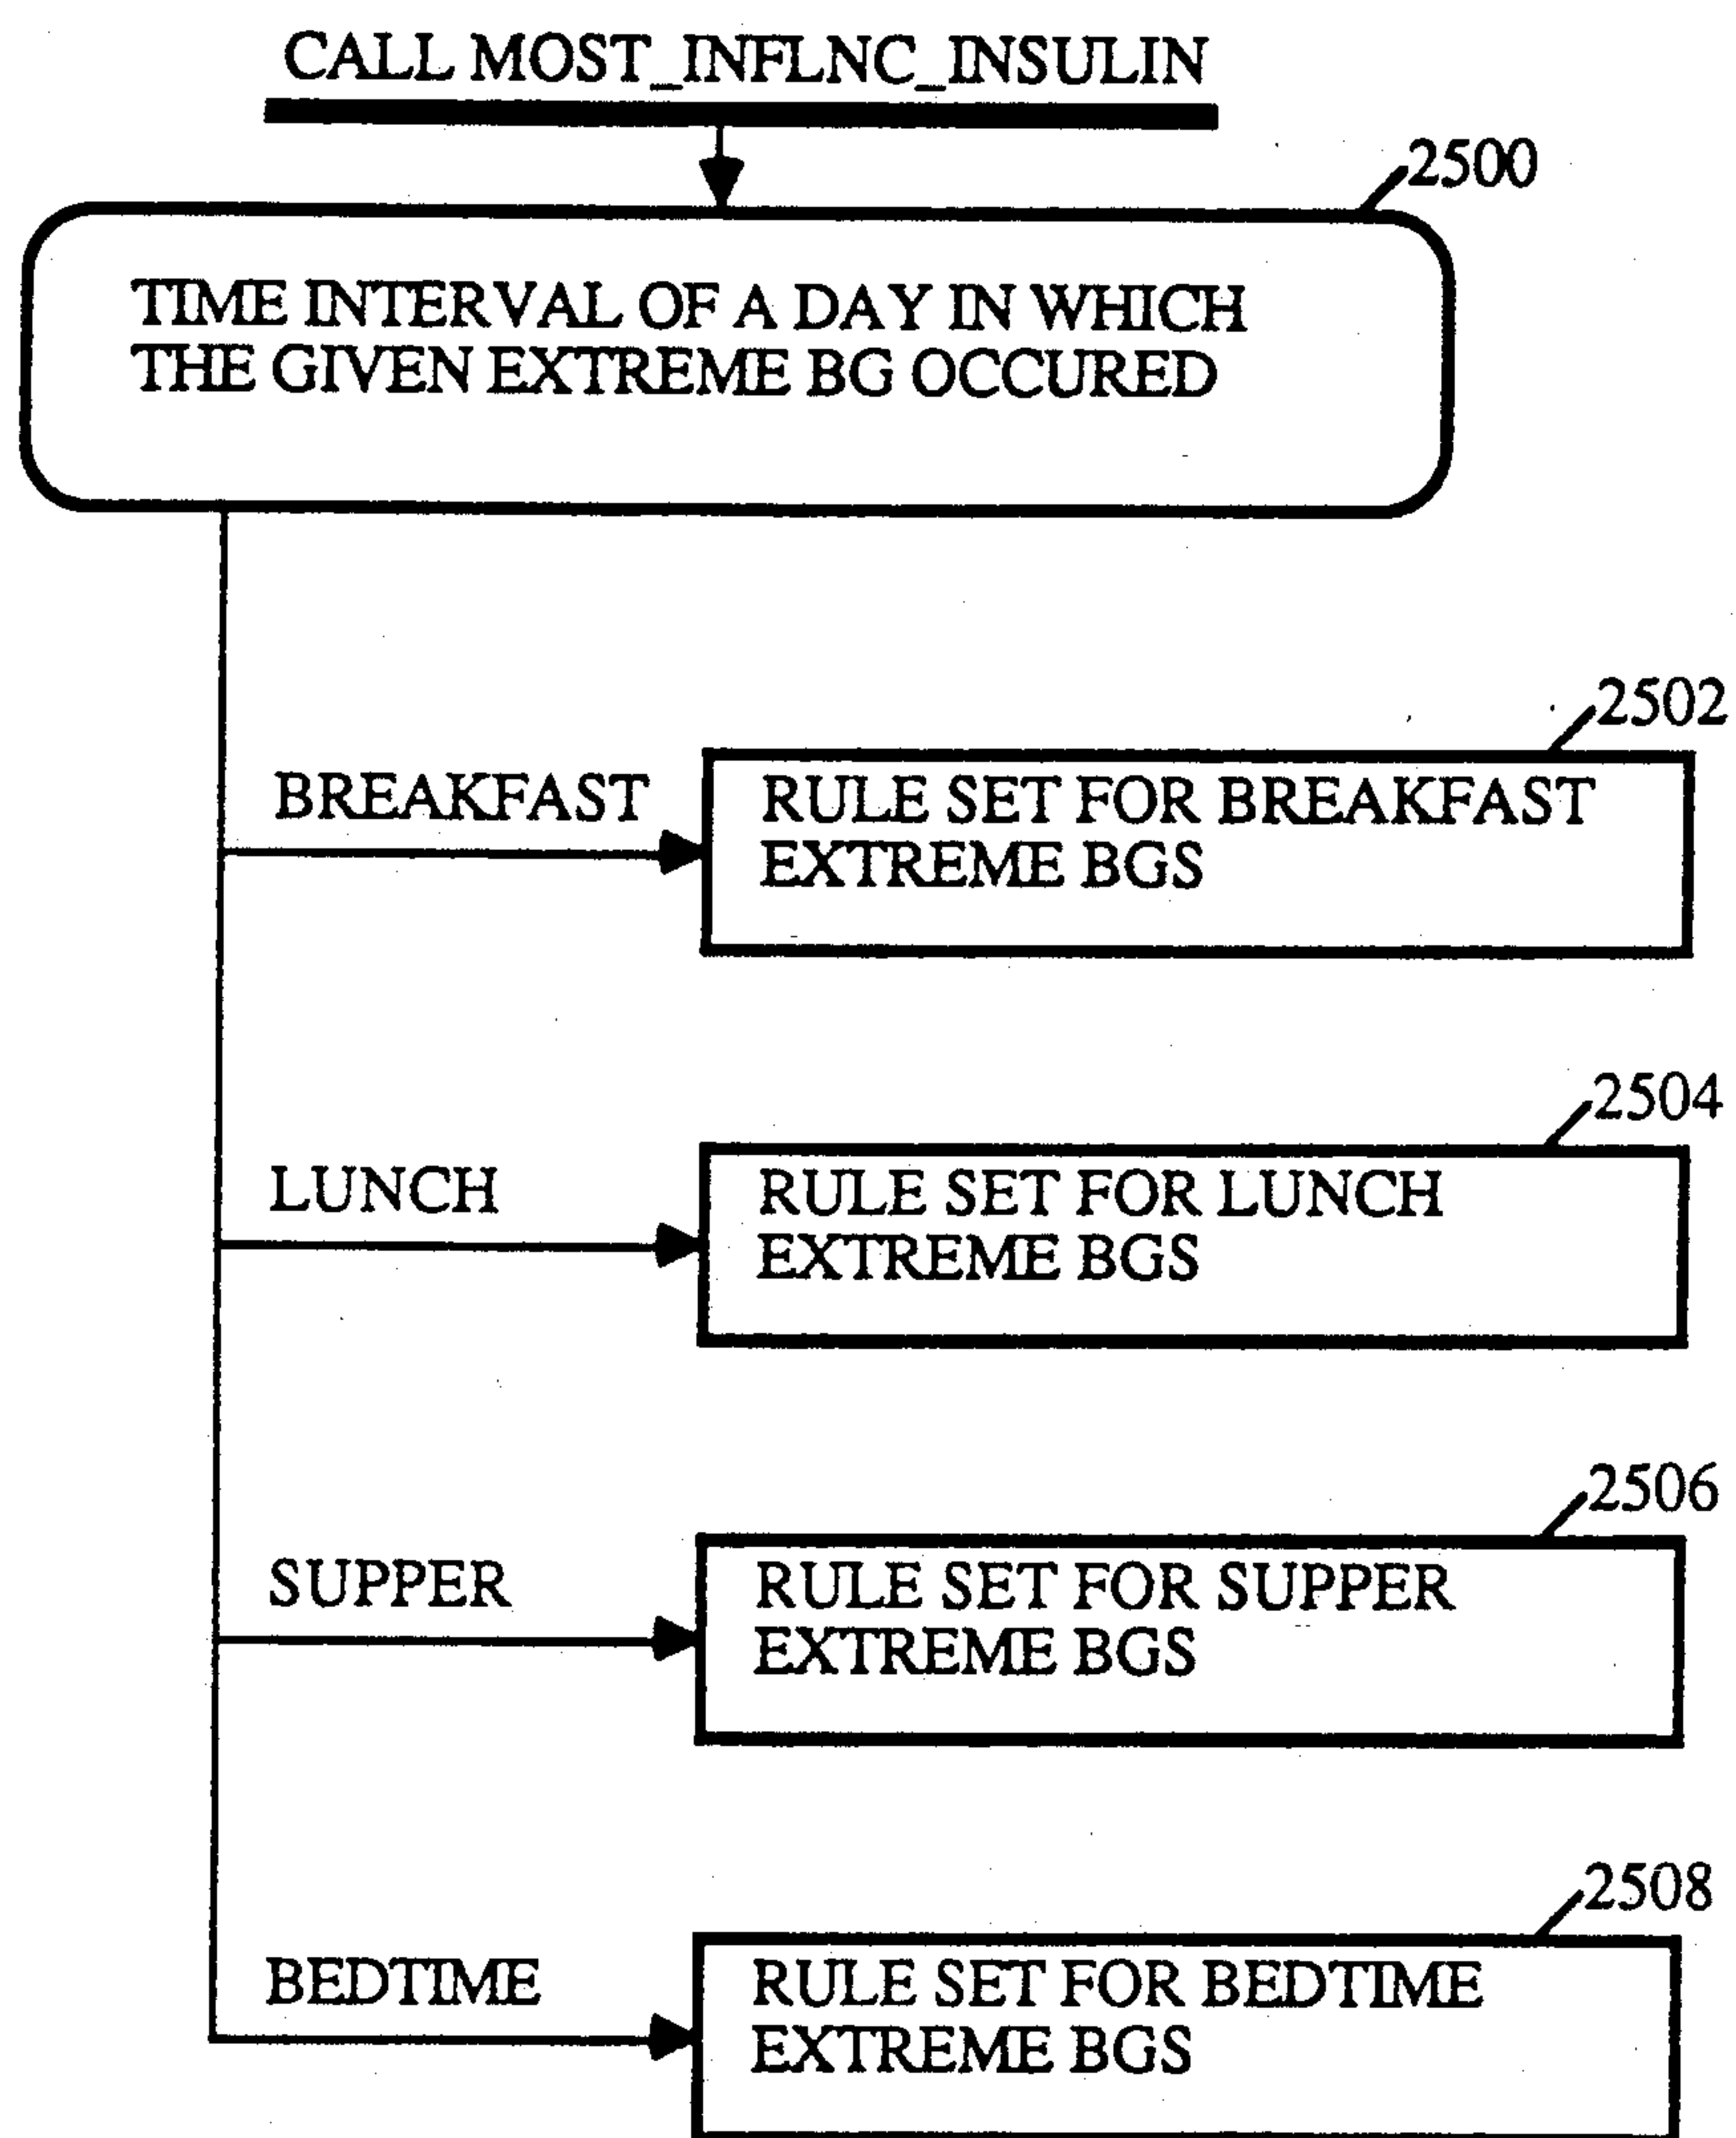 CALL MOST_INFLNC_INSULIN
2500
TIME INTERVAL OF A DAY IN WHICH
THE GIVEN EXTREME BG OCCURED
2502
BREAKFAST
RULE SET FOR BREAKFAST
EXTREME BGS
2504
LUNCH
RULE SET FOR LUNCH
EXTREME BGS
2506
SUPPER
RULE SET FOR SUPPER
EXTREME BGS
2508
BEDTIME
RULE SET FOR BEDTIME
EXTREME BGS